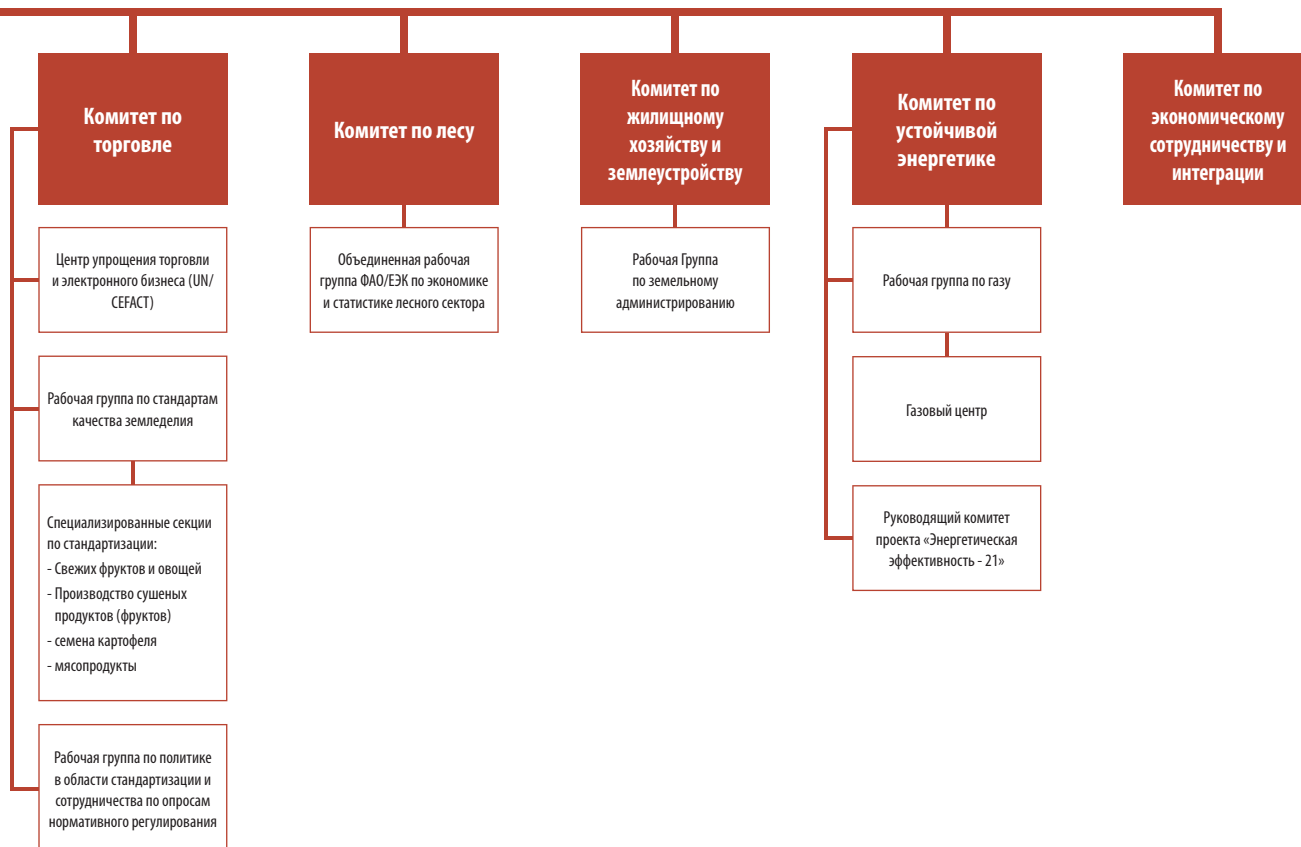 Комитет по
торговле
Комитет по лесу
Комитет по
жилищному
хозяйству и
землеустройству
Комитет по
устойчивой
энергетике
Комитет по
экономическому
сотрудничеству и
интеграции
Центр упрощения торговли
и электронного бизнеса (UN/
CEFACT)
Объединенная рабочая
группа ФАО/ЕЭК по экономике
и статистике лесного сектора
Рабочая Группа
по земельному
администрированию
Рабочая группа по газу
Рабочая группа по стандартам
качества земледелия
Газовый центр
Специализированные секции
по стандартизации:
- Свежих фруктов и овощей
- Производство сушеных
продуктов (фруктов)
- семена картофеля
- мясопродукты
Руководящий комитет
проекта «Энергетическая
эффективность - 21»
Рабочая группа по политике
в области стандартизации и
сотрудничества по опросам
нормативного регулирования